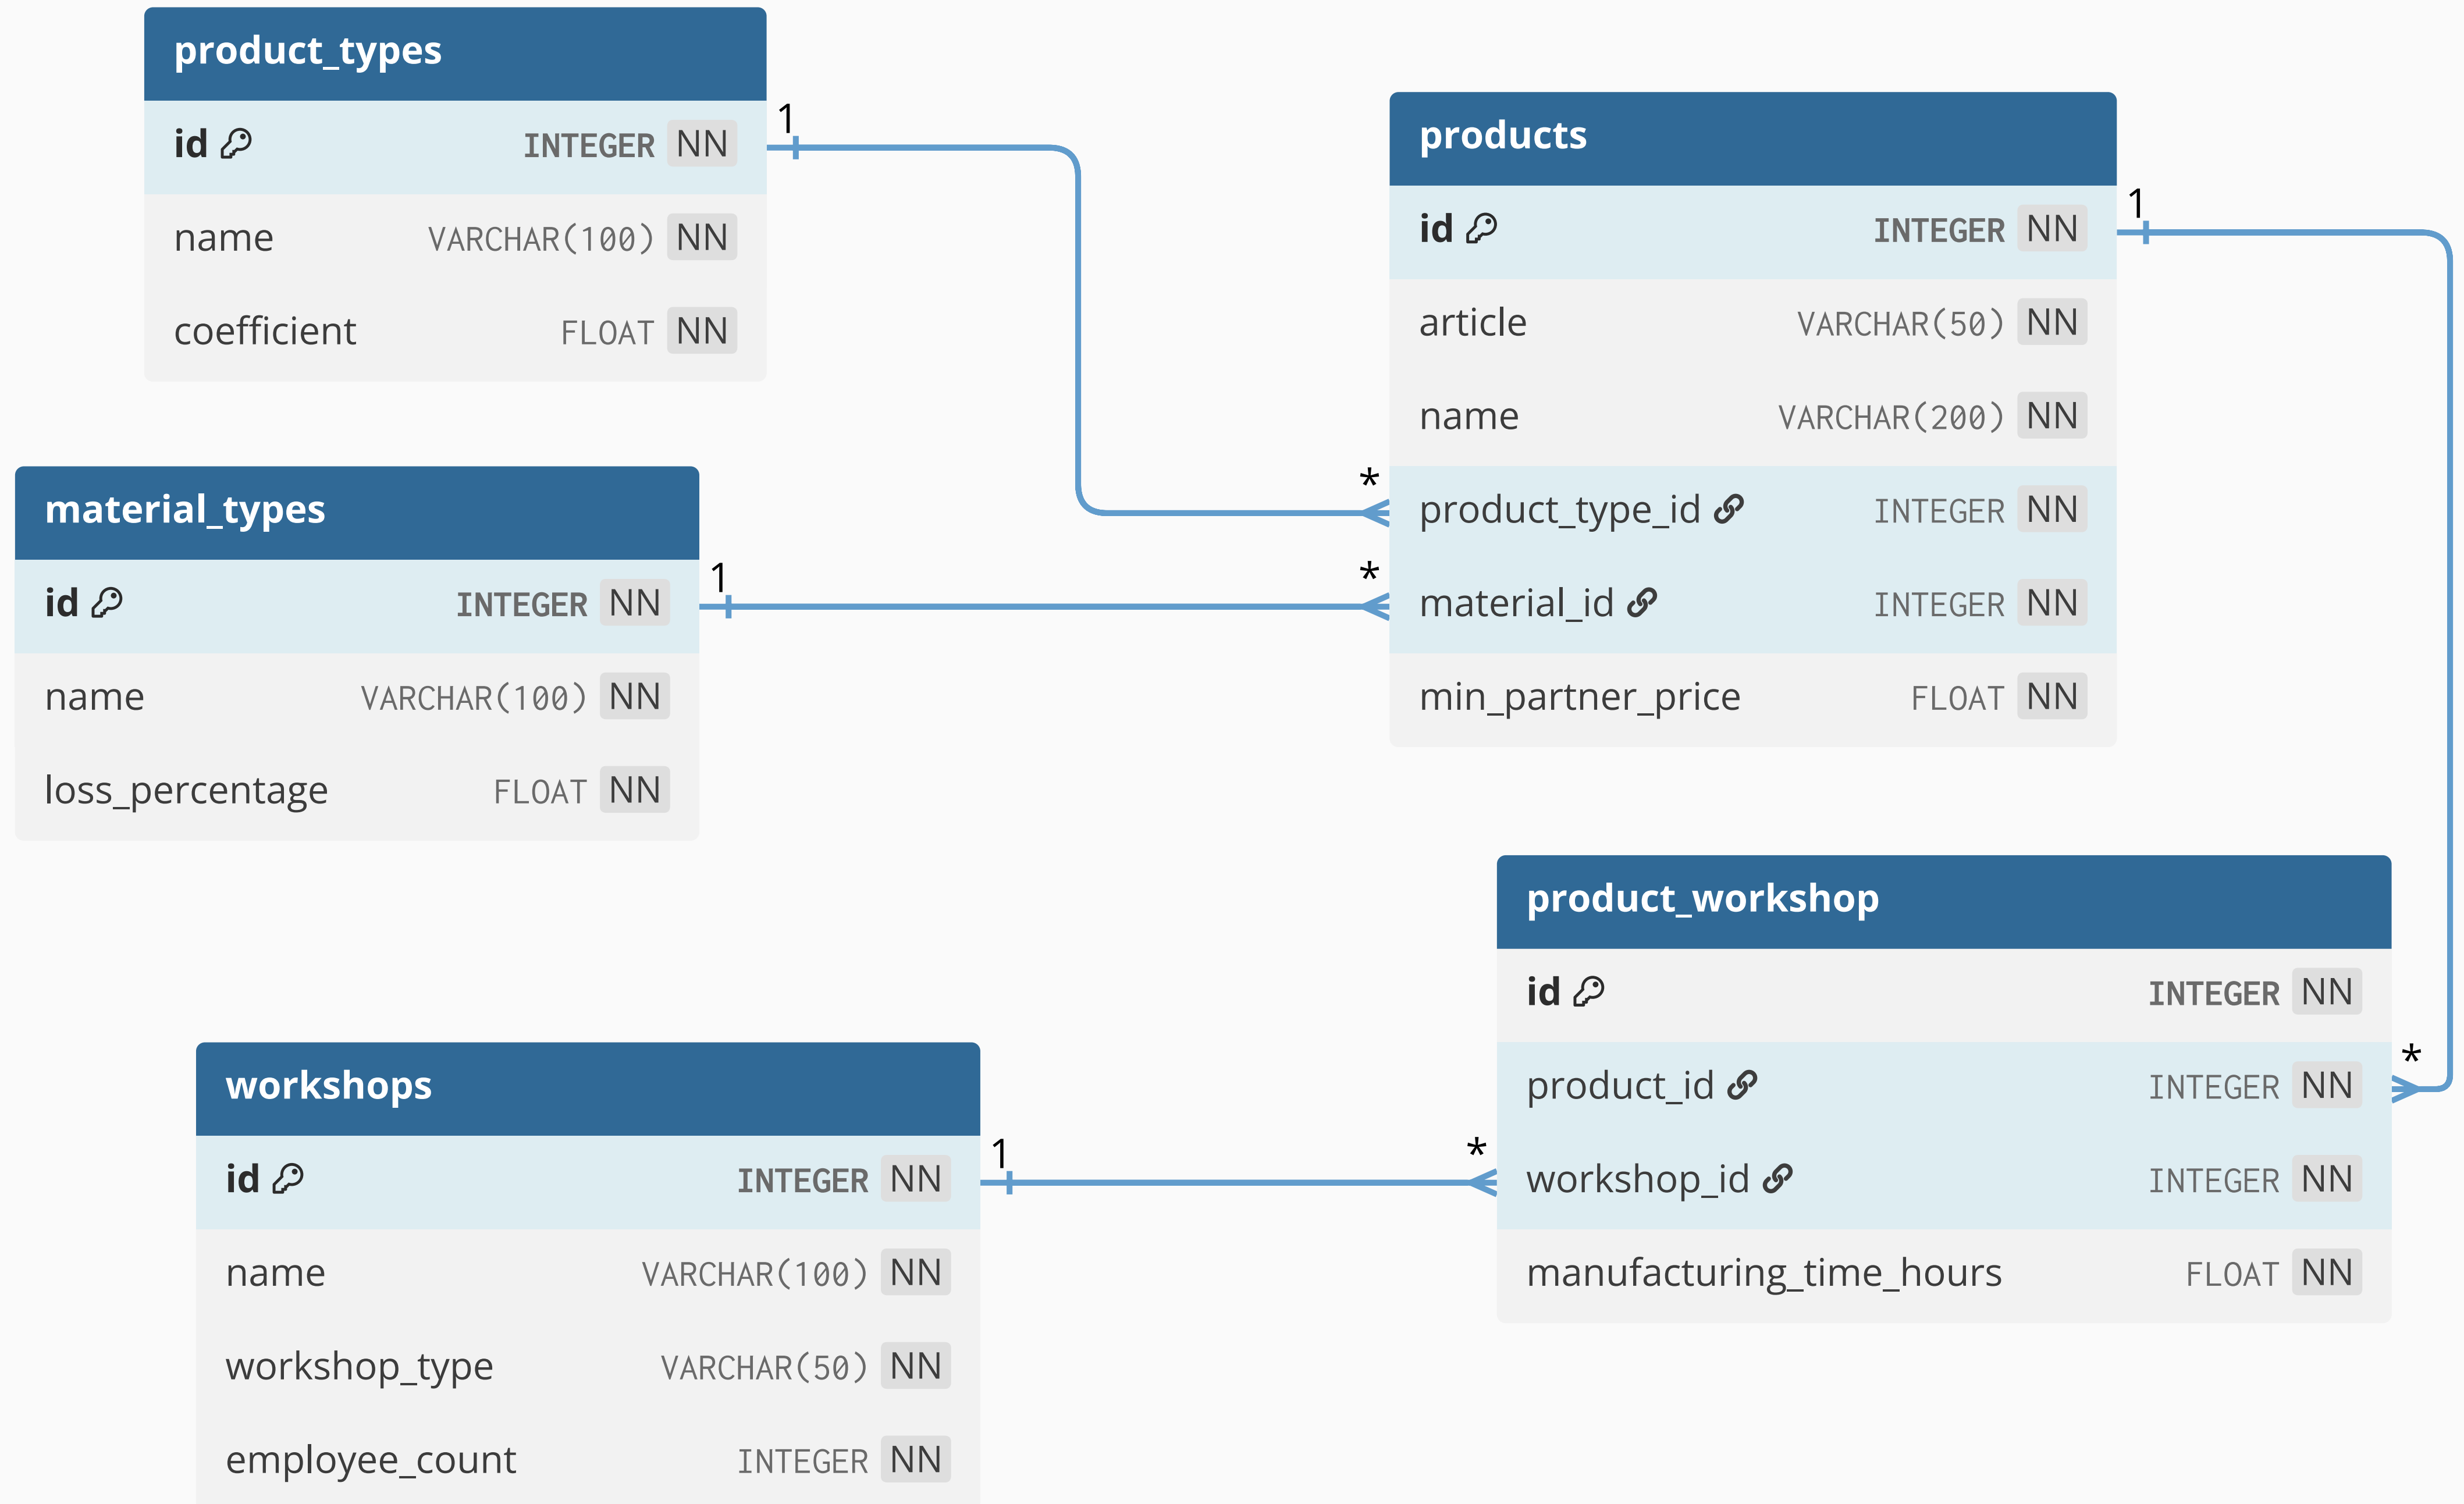 product_types
id INTEGER NN
name VARCHAR(100) NN
coefficient FLOAT NN
1
*
material_types
id INTEGER NN
name VARCHAR(100) NN
loss_percentage FLOAT NN
1
*
products
id INTEGER NN
article VARCHAR(50) NN
name VARCHAR(200) NN
product_type_id INTEGER NN
material_id INTEGER NN
min_partner_price FLOAT NN
1
*
product_workshop
id INTEGER NN
product_id INTEGER NN
workshop_id INTEGER NN
manufacturing_time_hours FLOAT NN
workshops
id INTEGER NN
name VARCHAR(100) NN
workshop_type VARCHAR(50) NN
employee_count INTEGER NN
1
*